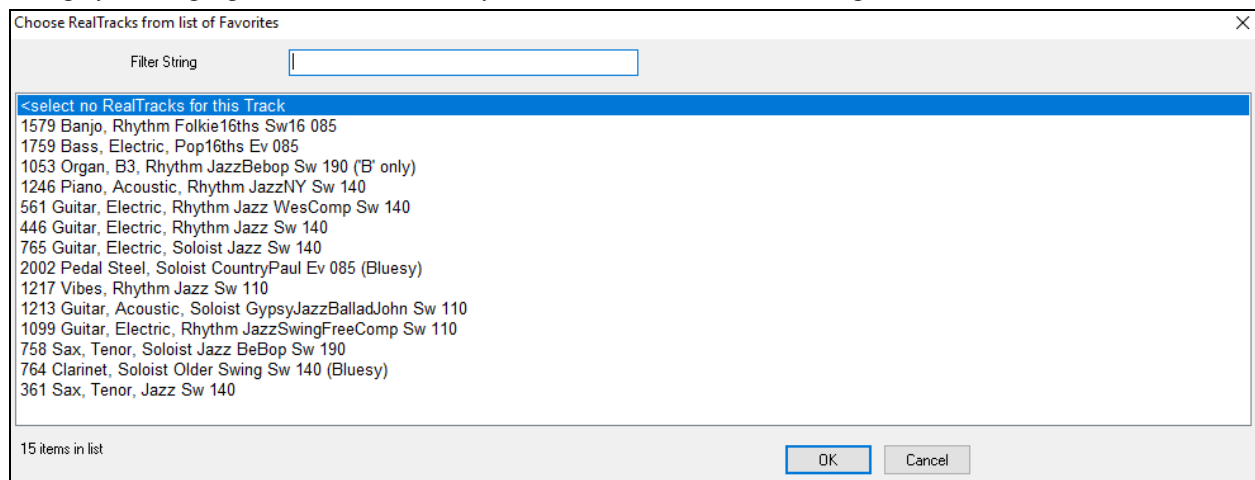 Choose RealTracks from list of Favorites
Filter String
<select no RealTracks for this Track
1579 Banjo, Rhythm Folkie16ths Sw16 085
1759 Bass, Electric, Pop16ths Ev 085
1053 Organ, B3, Rhythm JazzBebop Sw 190 ('B' only)
1246 Piano, Acoustic, Rhythm JazzNY Sw 140
561 Guitar, Electric, Rhythm Jazz WesComp Sw 140
446 Guitar, Electric, Rhythm Jazz Sw 140
765 Guitar, Electric, Soloist Jazz Sw 140
2002 Pedal Steel, Soloist CountryPaul Ev 085 (Bluesy)
1217 Vibes, Rhythm Jazz Sw 110
1213 Guitar, Acoustic, Soloist GypsyJazzBalladJohn Sw 110
1099 Guitar, Electric, Rhythm JazzSwingFreeComp Sw 110
758 Sax, Tenor, Soloist Jazz BeBop Sw 190
764 Clarinet, Soloist Older Swing Sw 140 (Bluesy)
361 Sax, Tenor, Jazz Sw 140
15 items in list
OK Cancel